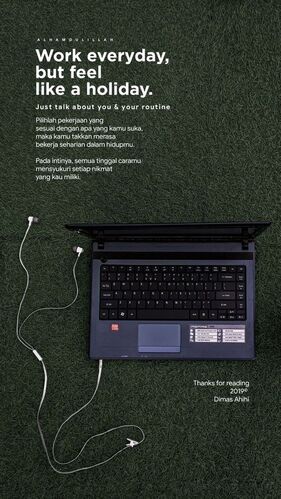 ALHAMDULILLAH
Work everyday,
but feel
like a holiday.
Just talk about you & your routine
Pilihlah pekerjaan yang
sesuai dengan apa yang kamu suka,
maka kamu takkan merasa
bekerja seharian dalam hidupmu.
Pada intinya, semua tinggal caramu
mensyukuri setiap nikmat
yang kau miliki.
Thanks for reading
2019©
Dimas Ahihi